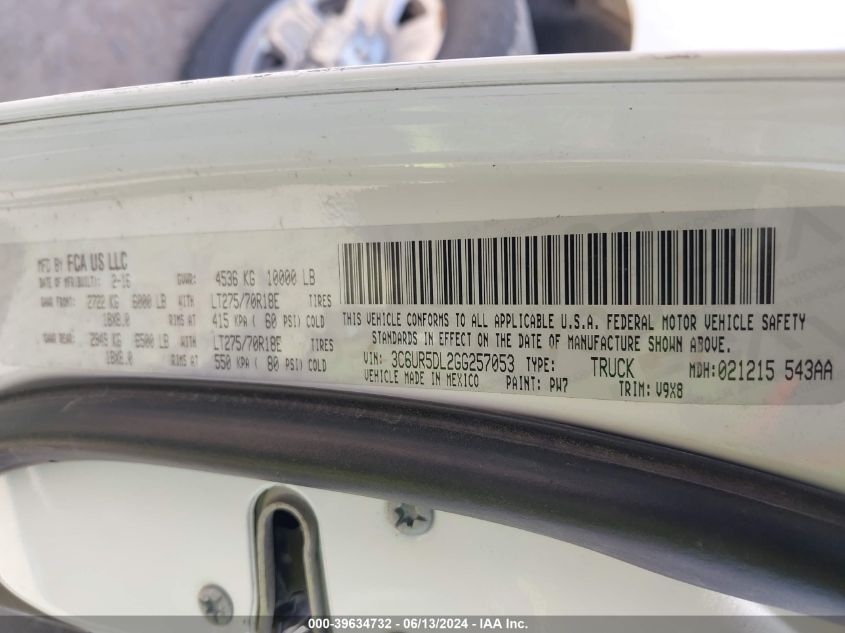 MFG BY FCA US LLC
DATE OF MFR(BUILT): 2-16 GVWR: 4536 KG 10000 LB
GAWR FRONT: 2722 KG 6000 LB WITH LT275/70R18E TIRES
18X8.0 RIMS AT 415 KPA ( 60 PSI) COLD
GAWR REAR: 2949 KG 6500 LB WITH LT275/70R18E TIRES
18X8.0 RIMS AT 550 KPA ( 80 PSI) COLD
THIS VEHICLE CONFORMS TO ALL APPLICABLE U.S.A. FEDERAL MOTOR VEHICLE SAFETY
STANDARDS IN EFFECT ON THE DATE OF MANUFACTURE SHOWN ABOVE.
VIN: 3C6UR5DL2GG257053 TYPE: TRUCK MDH:021215 543AA
VEHICLE MADE IN MEXICO PAINT: PW7 TRIM: V9X8
000-39634732 - 06/13/2024 - IAA Inc.